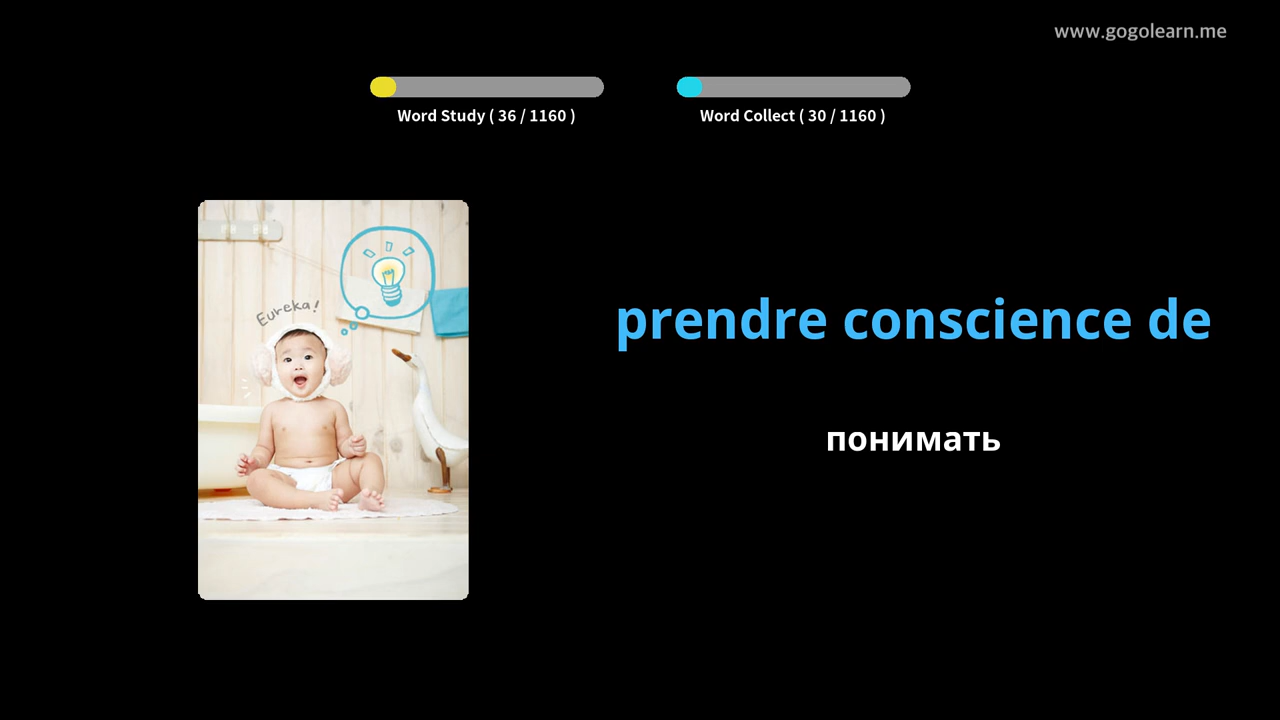 www.gogolearn.me
Word Study ( 36 / 1160 )
Word Collect ( 30 / 1160 )
Eureka!
prendre conscience de
понимать